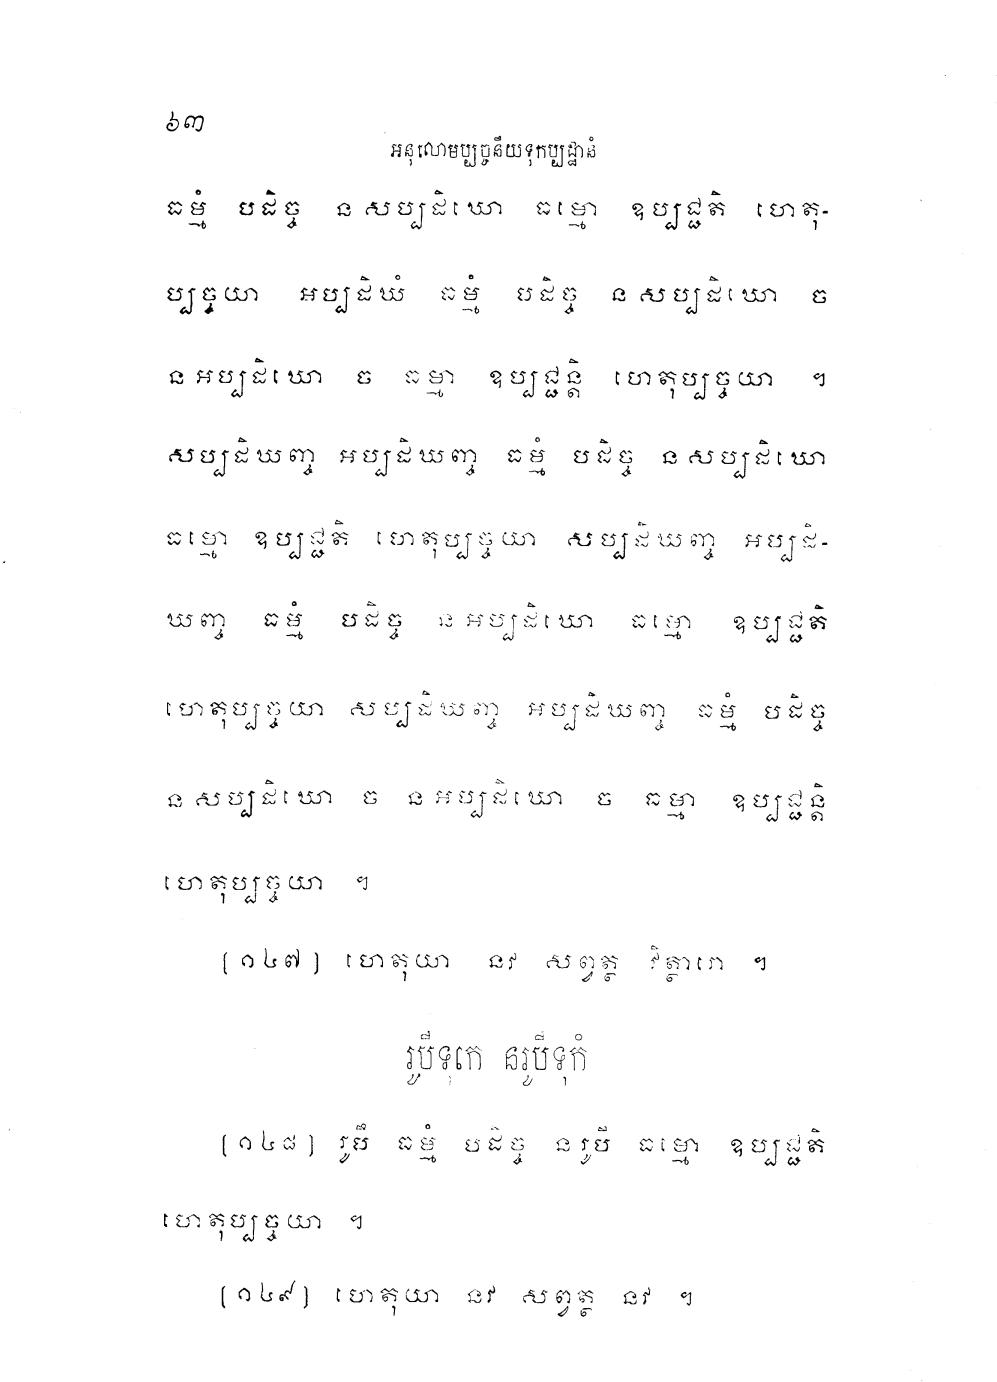 ៦៣
អនុលោមប្បច្ចនីយទុកប្បដ្ឋានំ
ធម្មំ បដិច្ច នសប្បដិឃោ ធម្មោ ឧប្បជ្ជតិ ហេតុ-
ប្បច្ចយា អប្បដិឃំ ធម្មំ បដិច្ច នសប្បដិឃោ ច
នអប្បដិឃោ ច ធម្មា ឧប្បជ្ជន្តិ ហេតុប្បច្ចយា ។
សប្បដិឃញ្ច អប្បដិឃញ្ច ធម្មំ បដិច្ច នសប្បដិឃោ
ធម្មោ ឧប្បជ្ជតិ ហេតុប្បច្ចយា សប្បដិឃញ្ច អប្បដិ-
ឃញ្ច ធម្មំ បដិច្ច នអប្បដិឃោ ធម្មោ ឧប្បជ្ជតិ
ហេតុប្បច្ចយា សប្បដិឃញ្ច អប្បដិឃញ្ច ធម្មំ បដិច្ច
នសប្បដិឃោ ច នអប្បដិឃោ ច ធម្មា ឧប្បជ្ជន្តិ
ហេតុប្បច្ចយា ។
[១៤៧] ហេតុយា នវ សព្វត្ថ វិត្ថារោ ។
រូបីទុកេ នរូបីទុកំ
[១៤៨] រូបឹ ធម្មំ បដិច្ច នរូបី ធម្មោ ឧប្បជ្ជតិ
ហេតុប្បច្ចយា ។
[១៤៩] ហេតុយា នវ សព្វត្ថ នវ ។